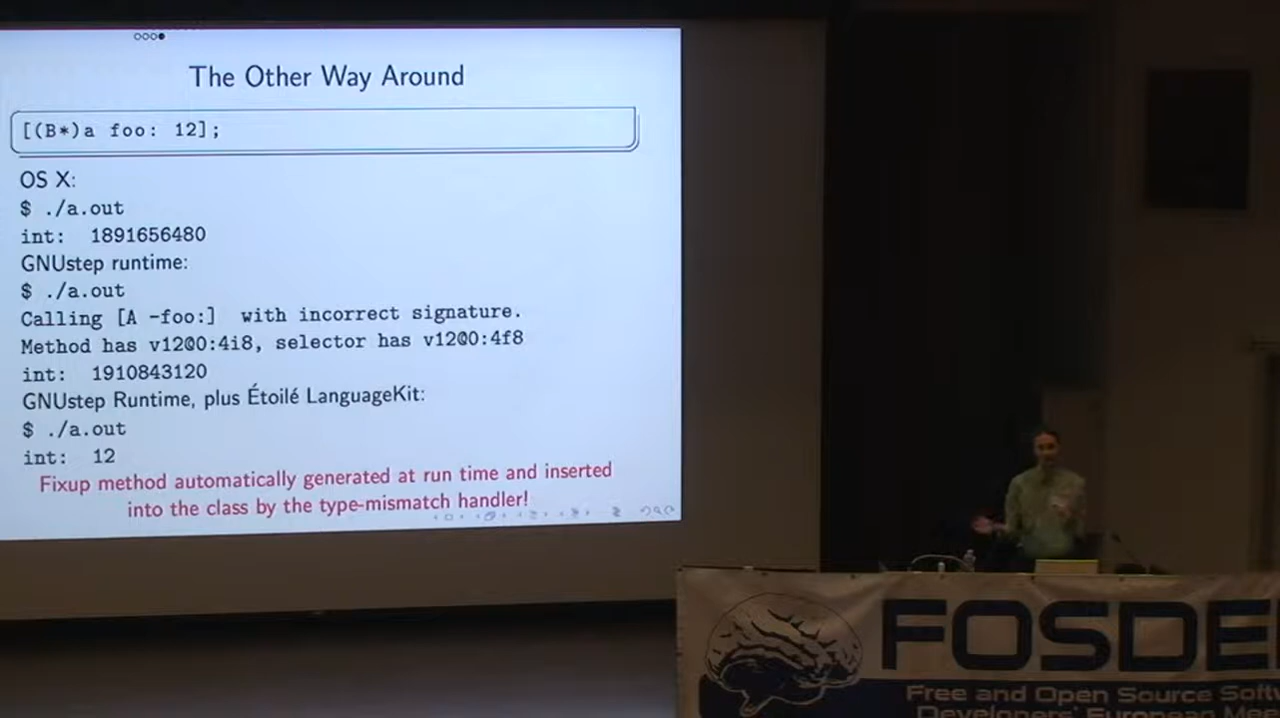 The Other Way Around
[(B*)a foo: 12];
OS X:
$ ./a.out
int: 1891656480
GNUstep runtime:
$ ./a.out
Calling [A -foo:] with incorrect signature.
Method has v12@0:4i8, selector has v12@0:4f8
int: 1910843120
GNUstep Runtime, plus Étoilé LanguageKit:
$ ./a.out
int: 12
Fixup method automatically generated at run time and inserted
into the class by the type-mismatch handler!
FOSDE
Free and Open Source Softw
Developers' European Mee